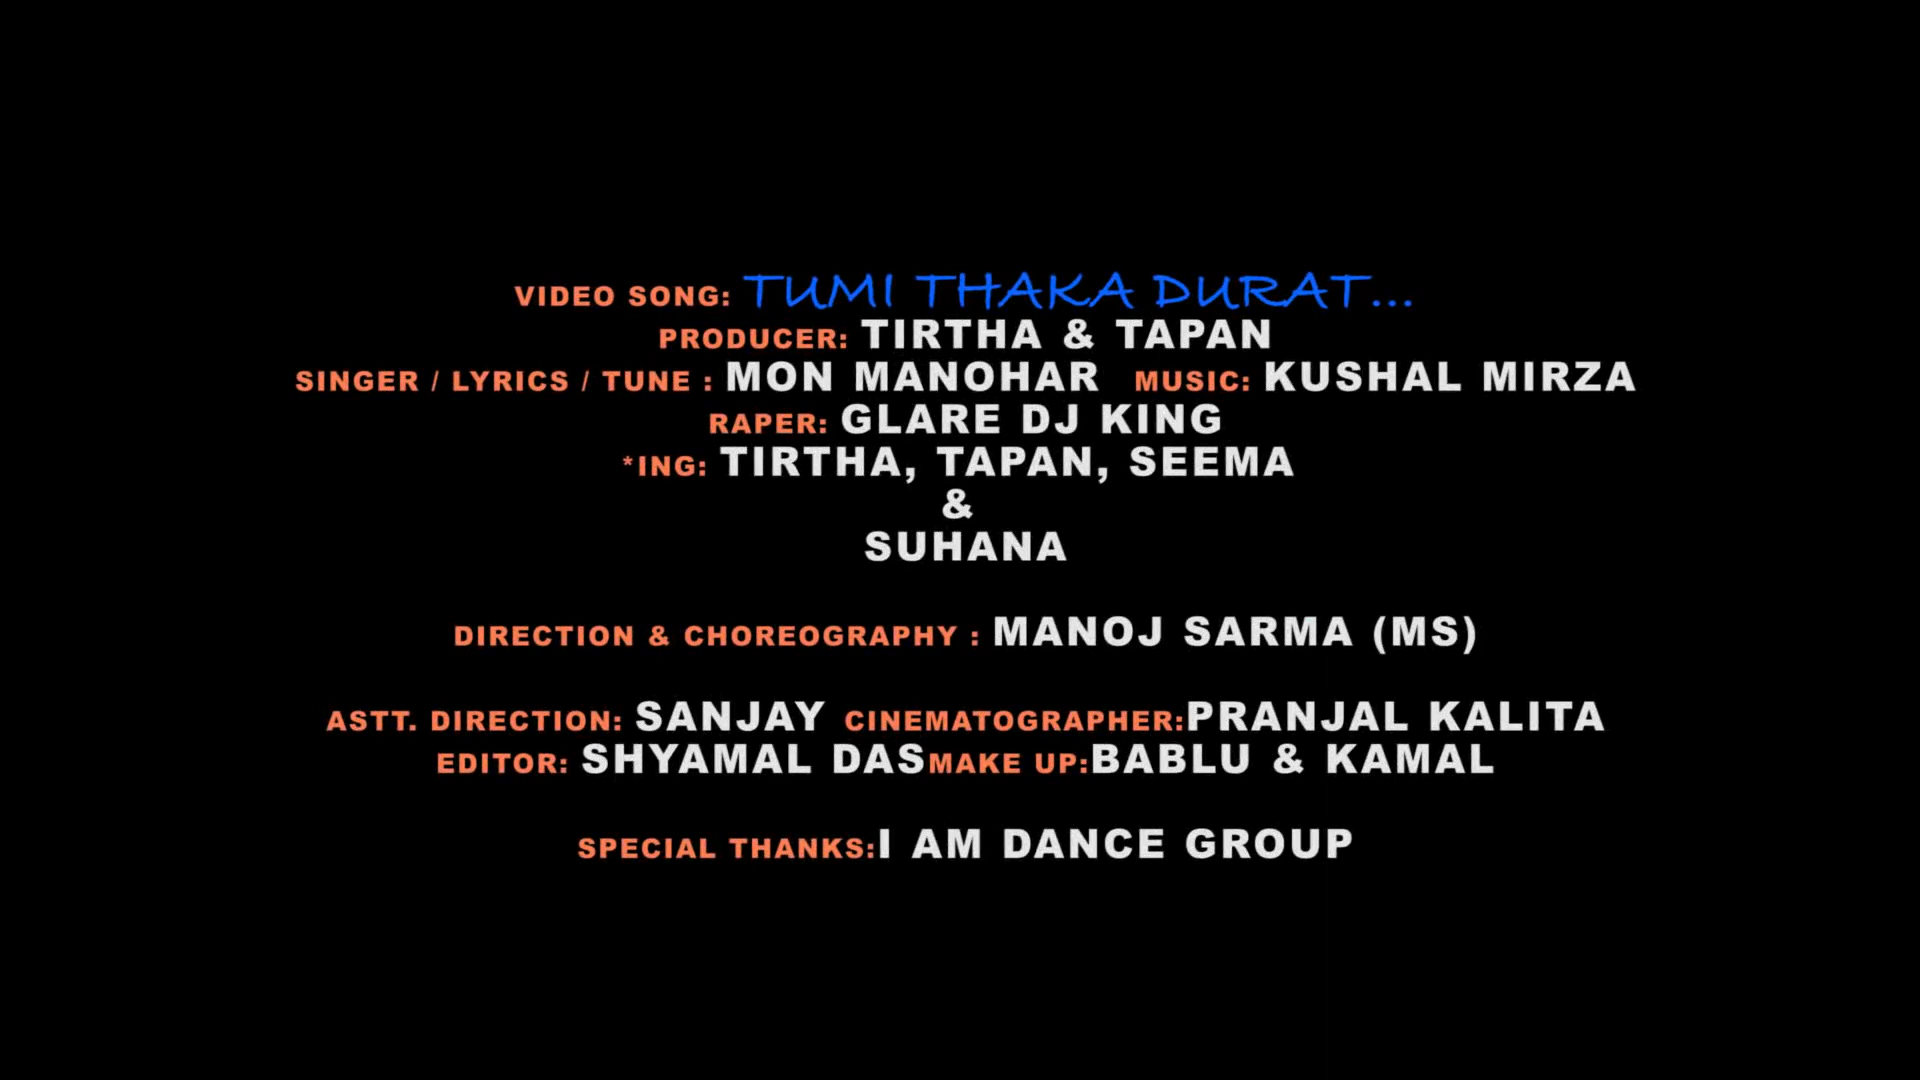 VIDEO SONG: TUMI THAKA DURAT...
PRODUCER: TIRTHA & TAPAN
SINGER / LYRICS / TUNE : MON MANOHAR MUSIC: KUSHAL MIRZA
RAPER: GLARE DJ KING
*ING: TIRTHA, TAPAN, SEEMA
&
SUHANA
DIRECTION & CHOREOGRAPHY : MANOJ SARMA (MS)
ASTT. DIRECTION: SANJAY CINEMATOGRAPHER:PRANJAL KALITA
EDITOR: SHYAMAL DASMAKE UP:BABLU & KAMAL
SPECIAL THANKS:I AM DANCE GROUP